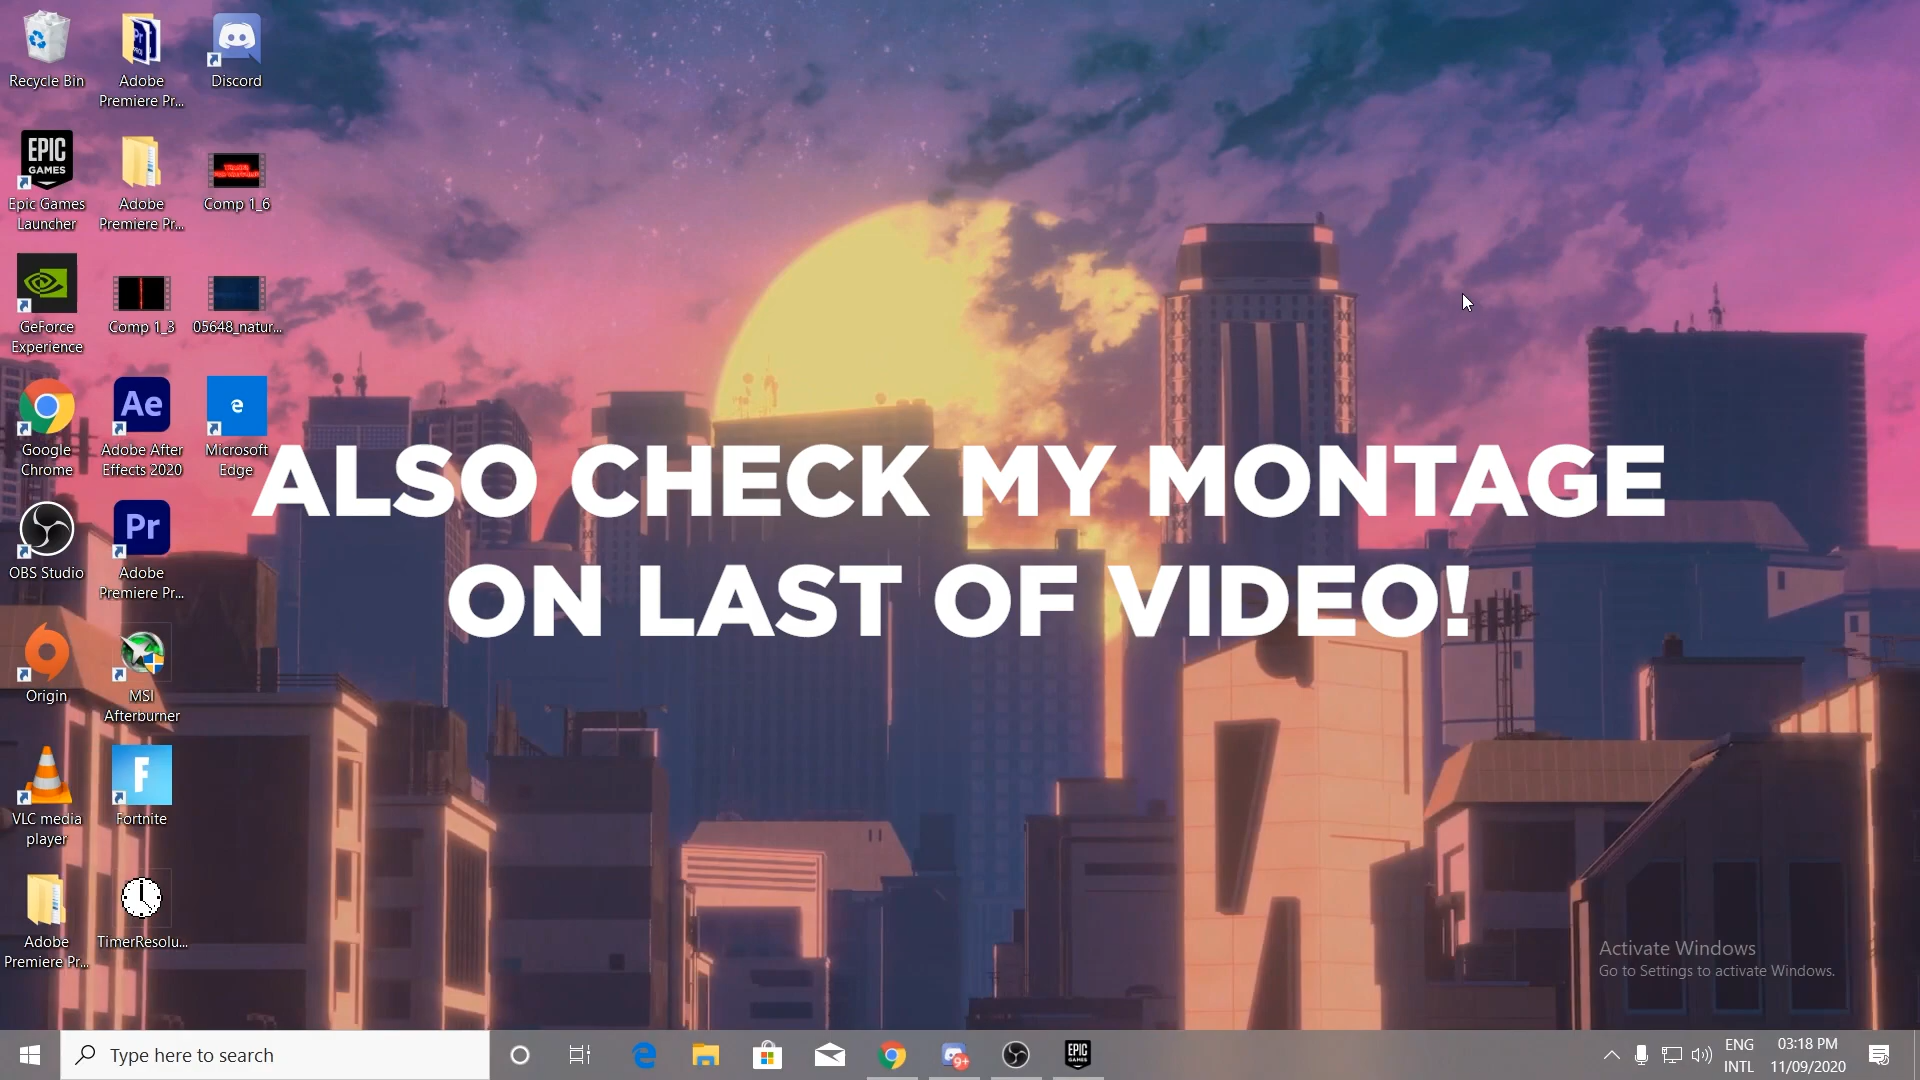 Recycle Bin
Adobe
Premiere Pr...
Discord
EPIC
GAMES
Epic Games
Launcher
Adobe
Premiere Pr...
Comp 1_6
GeForce
Experience
Comp 1_3
05648_natur...
Google
Chrome
Ae
Adobe After
Effects 2020
Microsoft
Edge
ALSO CHECK MY MONTAGE
ON LAST OF VIDEO!
OBS Studio
Pr
Adobe
Premiere Pr...
Origin
MSI
Afterburner
VLC media
player
F
Fortnite
Adobe
Premiere Pr...
TimerResolu...
Activate Windows
Go to Settings to activate Windows.
Type here to search
9+
EPIC
GAMES
ENG
INTL
03:18 PM
11/09/2020